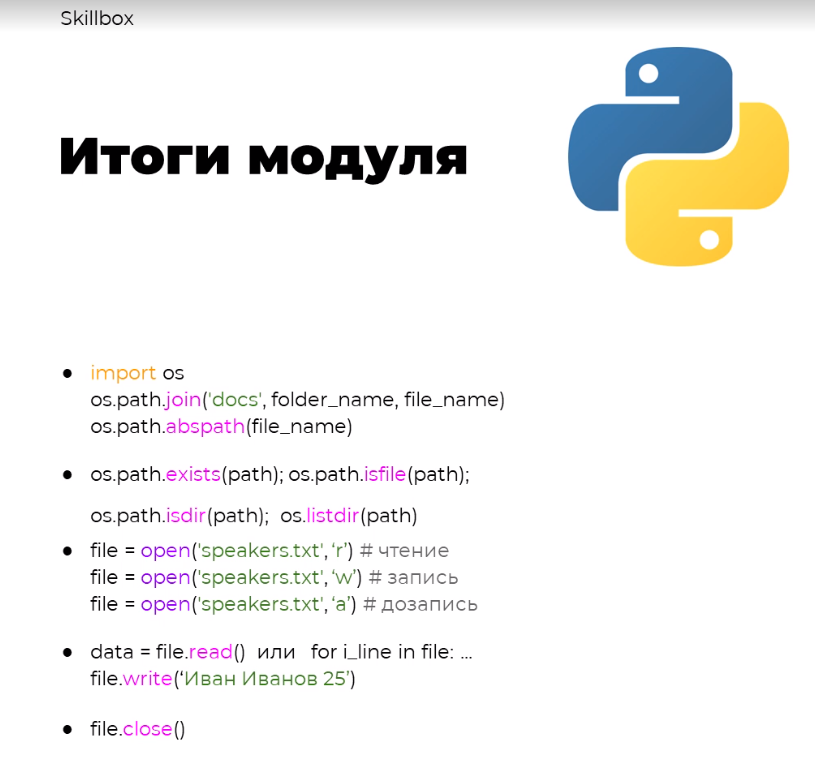 Skillbox
Итоги модуля
● import os
os.path.join('docs', folder_name, file_name)
os.path.abspath(file_name)
● os.path.exists(path); os.path.isfile(path);
os.path.isdir(path);  os.listdir(path)
● file = open('speakers.txt', ‘r’) # чтение
file = open('speakers.txt', ‘w’) # запись
file = open('speakers.txt', ‘a’) # дозапись
● data = file.read()  или  for i_line in file: ...
file.write(‘Иван Иванов 25’)
● file.close()